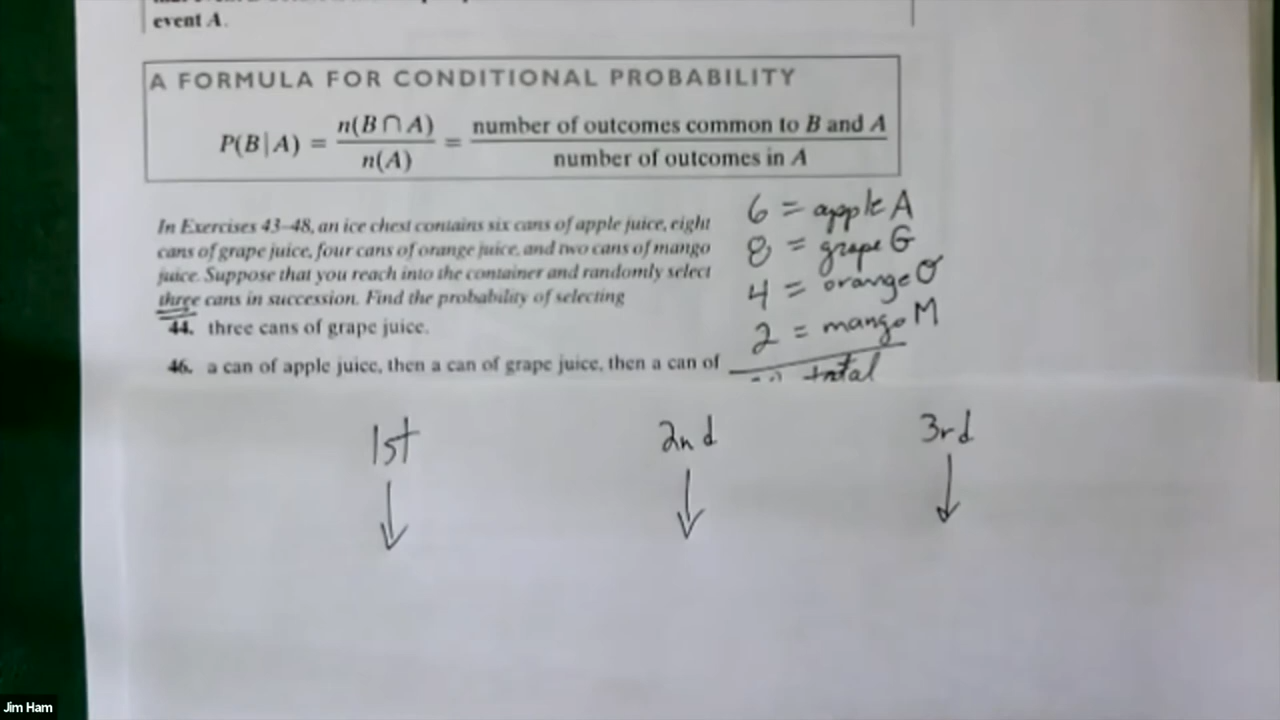 event A.
A FORMULA FOR CONDITIONAL PROBABILITY
P(B|A) = n(B ∩ A) / n(A) = number of outcomes common to B and A / number of outcomes in A
In Exercises 43–48, an ice chest contains six cans of apple juice, eight
cans of grape juice, four cans of orange juice, and two cans of mango
juice. Suppose that you reach into the container and randomly select
three cans in succession. Find the probability of selecting
44. three cans of grape juice.
46. a can of apple juice, then a can of grape juice, then a can of
6 = apple A
8 = grape G
4 = orange O
2 = mango M
total
1st 2nd 3rd
Jim Ham